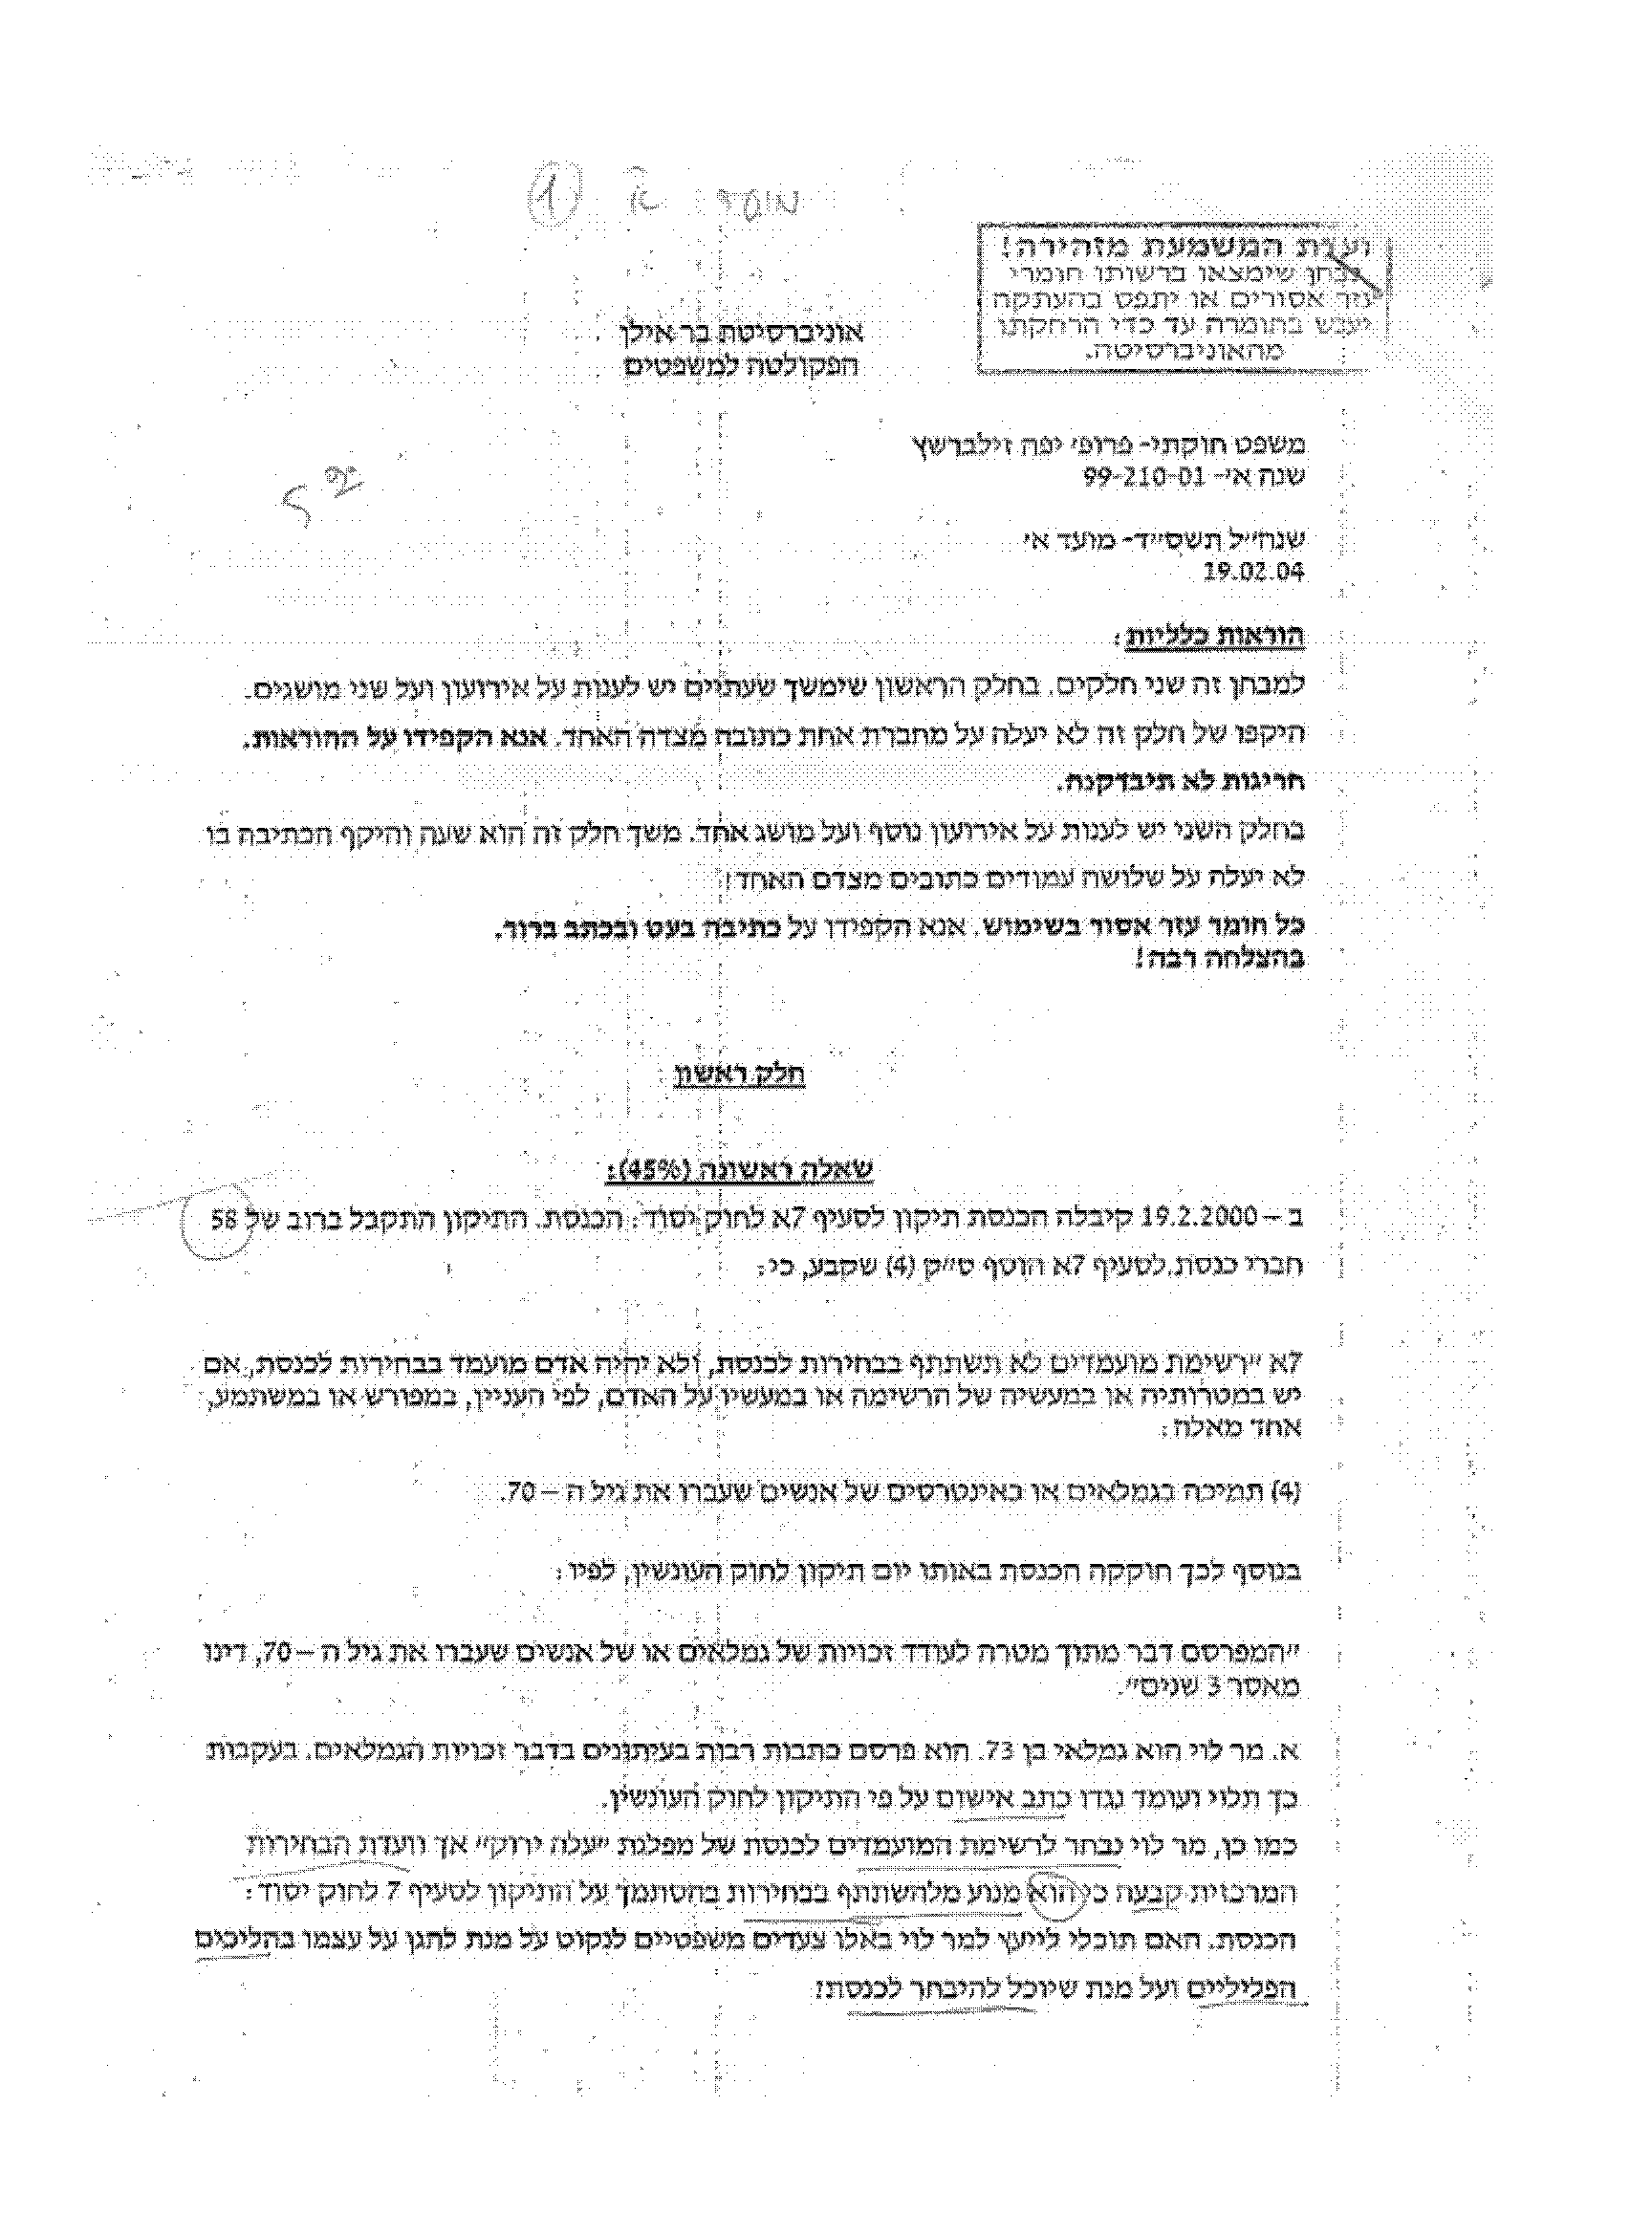 מועד א 1
ועדת המשמעת מזהירה!
נבחן שימצאו ברשותו חומרי
עזר אסורים או יתפס בהעתקה
יענש בחומרה עד כדי הרחקתו
מהאוניברסיטה.
אוניברסיטת בר אילן
הפקולטה למשפטים
משפט חוקתי- פרופ' יפה זילברשץ
שנה א'- 99-210-01
שנה"ל תשס"ד- מועד א'
19.02.04
הוראות כלליות:
למבחן זה שני חלקים. בחלק הראשון שימשך שעתיים יש לענות על אירועון ועל שני מושגים.
היקפו של חלק זה לא יעלה על מחברת אחת כתובה מצדה האחד. אנא הקפידו על ההוראות.
חריגות לא תיבדקנה.
בחלק השני יש לענות על אירועון נוסף ועל מושג אחד. משך חלק זה הוא שעה והיקף הכתיבה בו
לא יעלה על שלושה עמודים כתובים מצדם האחד!
כל חומר עזר אסור בשימוש. אנא הקפידו על כתיבה בעט ובכתב ברור.
בהצלחה רבה!
חלק ראשון
שאלה ראשונה (45%):
ב – 19.2.2000 קיבלה הכנסת תיקון לסעיף 7א לחוק יסוד: הכנסת. התיקון התקבל ברוב של 58
חברי כנסת. לסעיף 7א הוסף ס"ק (4) שקבע, כי:
7א "רשימת מועמדים לא תשתתף בבחירות לכנסת, ולא יהיה אדם מועמד בבחירות לכנסת, אם
יש במטרותיה או במעשיה של הרשימה או במעשיו של האדם, לפי העניין, במפורש או במשתמע,
אחד מאלה:
(4) תמיכה בגמלאים או באינטרסים של אנשים שעברו את גיל ה – 70.
בנוסף לכך חוקקה הכנסת באותו יום תיקון לחוק העונשין, לפיו:
"המפרסם דבר מתוך מטרה לעודד זכויות של גמלאים או של אנשים שעברו את גיל ה – 70, דינו
מאסר 3 שנים".
א. מר לוי הוא גמלאי בן 73. הוא פרסם כתבות רבות בעיתונים בדבר זכויות הגמלאים. בעקבות
כך תלוי ועומד נגדו כתב אישום על פי התיקון לחוק העונשין.
כמו כן, מר לוי נבחר לרשימת המועמדים לכנסת של מפלגת "עלה ירוק" אך וועדת הבחירות
המרכזית קבעה כי הוא מנוע מלהשתתף בבחירות בהסתמך על התיקון לסעיף 7 לחוק יסוד:
הכנסת. האם תוכלי לייעץ למר לוי באלו צעדים משפטיים לנקוט על מנת להגן על עצמו בהליכים
הפליליים ועל מנת שיוכל להיבחר לכנסת?